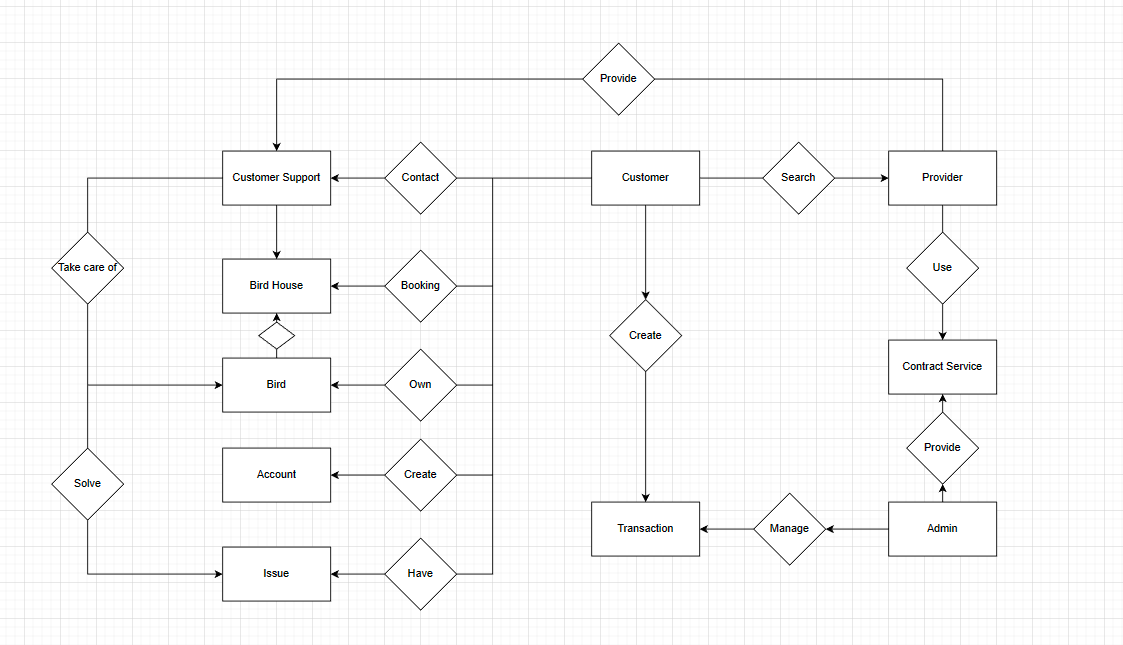 Provide
Customer Support
Contact
Customer
Search
Provider
Take care of
Bird House
Booking
Use
Create
Contract Service
Bird
Own
Provide
Account
Create
Solve
Transaction
Manage
Admin
Issue
Have